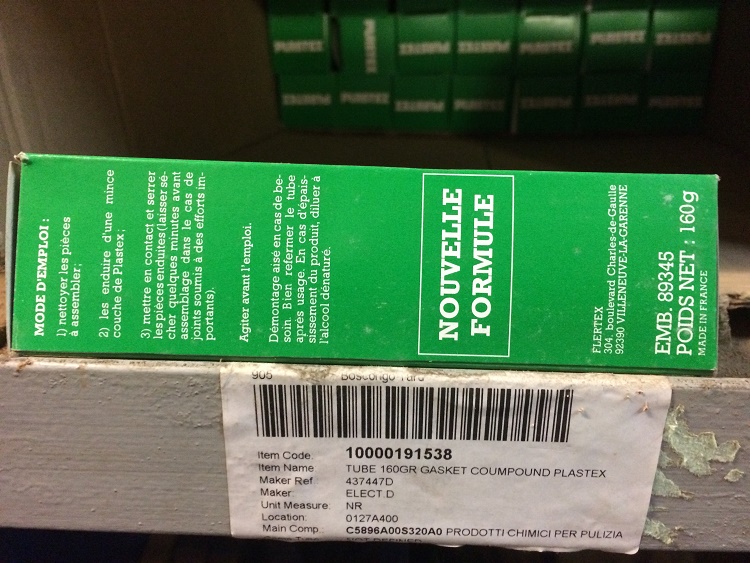 PLASTEX
MODE D'EMPLOI :
1) nettoyer les pièces
à assembler;
2) les enduire d'une mince
couche de Plastex;
3) mettre en contact et serrer
les pièces enduites (laisser sé-
cher quelques minutes avant
assemblage dans le cas de
joints soumis à des efforts im-
portants).
Agiter avant l'emploi.
Démontage aisé en cas de be-
soin. Bien refermer le tube
après usage. En cas d'épais-
sissement du produit, diluer à
l'alcool dénaturé.
NOUVELLE
FORMULE
FLERTEX
304, boulevard Charles-de-Gaulle
92390 VILLENEUVE-LA-GARENNE
EMB. 89345
POIDS NET : 160g
MADE IN FRANCE
905
Item Code: 10000191538
Item Name TUBE 160GR GASKET COUMPOUND PLASTEX
Maker Ref 437447D
Maker: ELECT.D
Unit Measure: NR
Location: 0127A400
Main Comp.: C5896A00S320A0 PRODOTTI CHIMICI PER PULIZIA